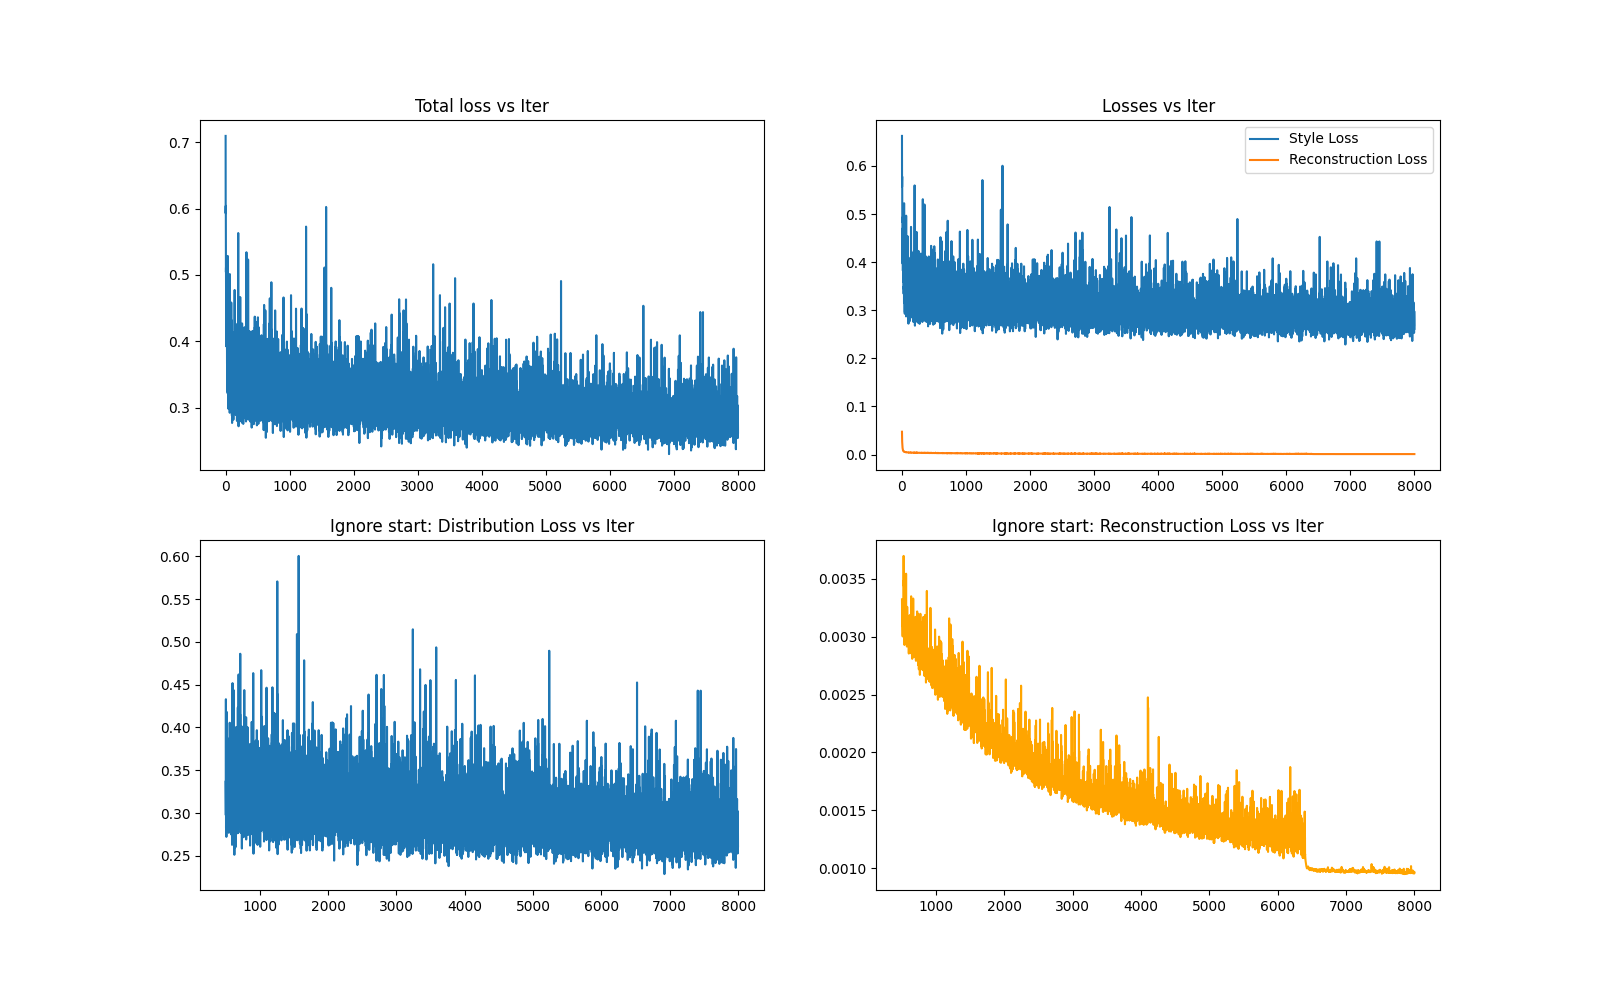 Total loss vs Iter
0.7
0.6
0.5
0.4
0.3
0 1000 2000 3000 4000 5000 6000 7000 8000
Losses vs Iter
Style Loss
Reconstruction Loss
0.6
0.5
0.4
0.3
0.2
0.1
0.0
0 1000 2000 3000 4000 5000 6000 7000 8000
Ignore start: Distribution Loss vs Iter
0.60
0.55
0.50
0.45
0.40
0.35
0.30
0.25
1000 2000 3000 4000 5000 6000 7000 8000
Ignore start: Reconstruction Loss vs Iter
0.0035
0.0030
0.0025
0.0020
0.0015
0.0010
1000 2000 3000 4000 5000 6000 7000 8000